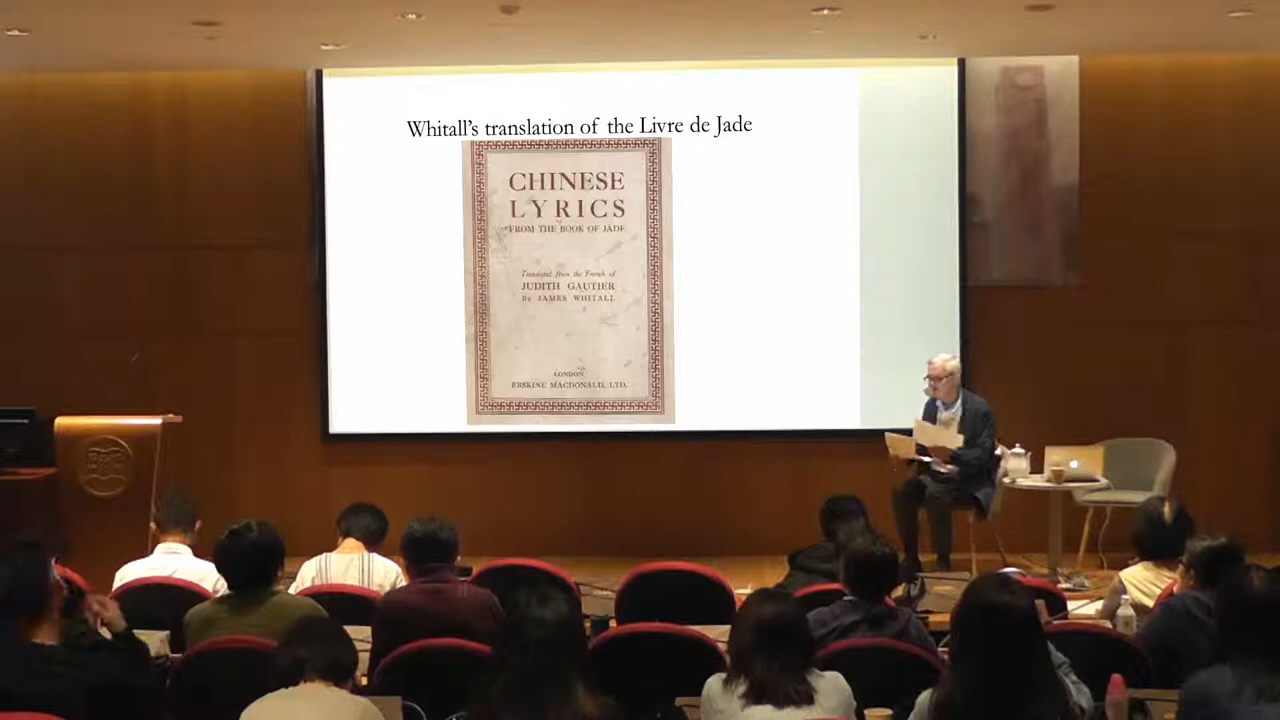 Whitall's translation of the Livre de Jade
CHINESE
LYRICS
FROM THE BOOK OF JADE
Translated from the French of
JUDITH GAUTIER
By JAMES WHITALL
LONDON
ERSKINE MACDONALD, LTD.